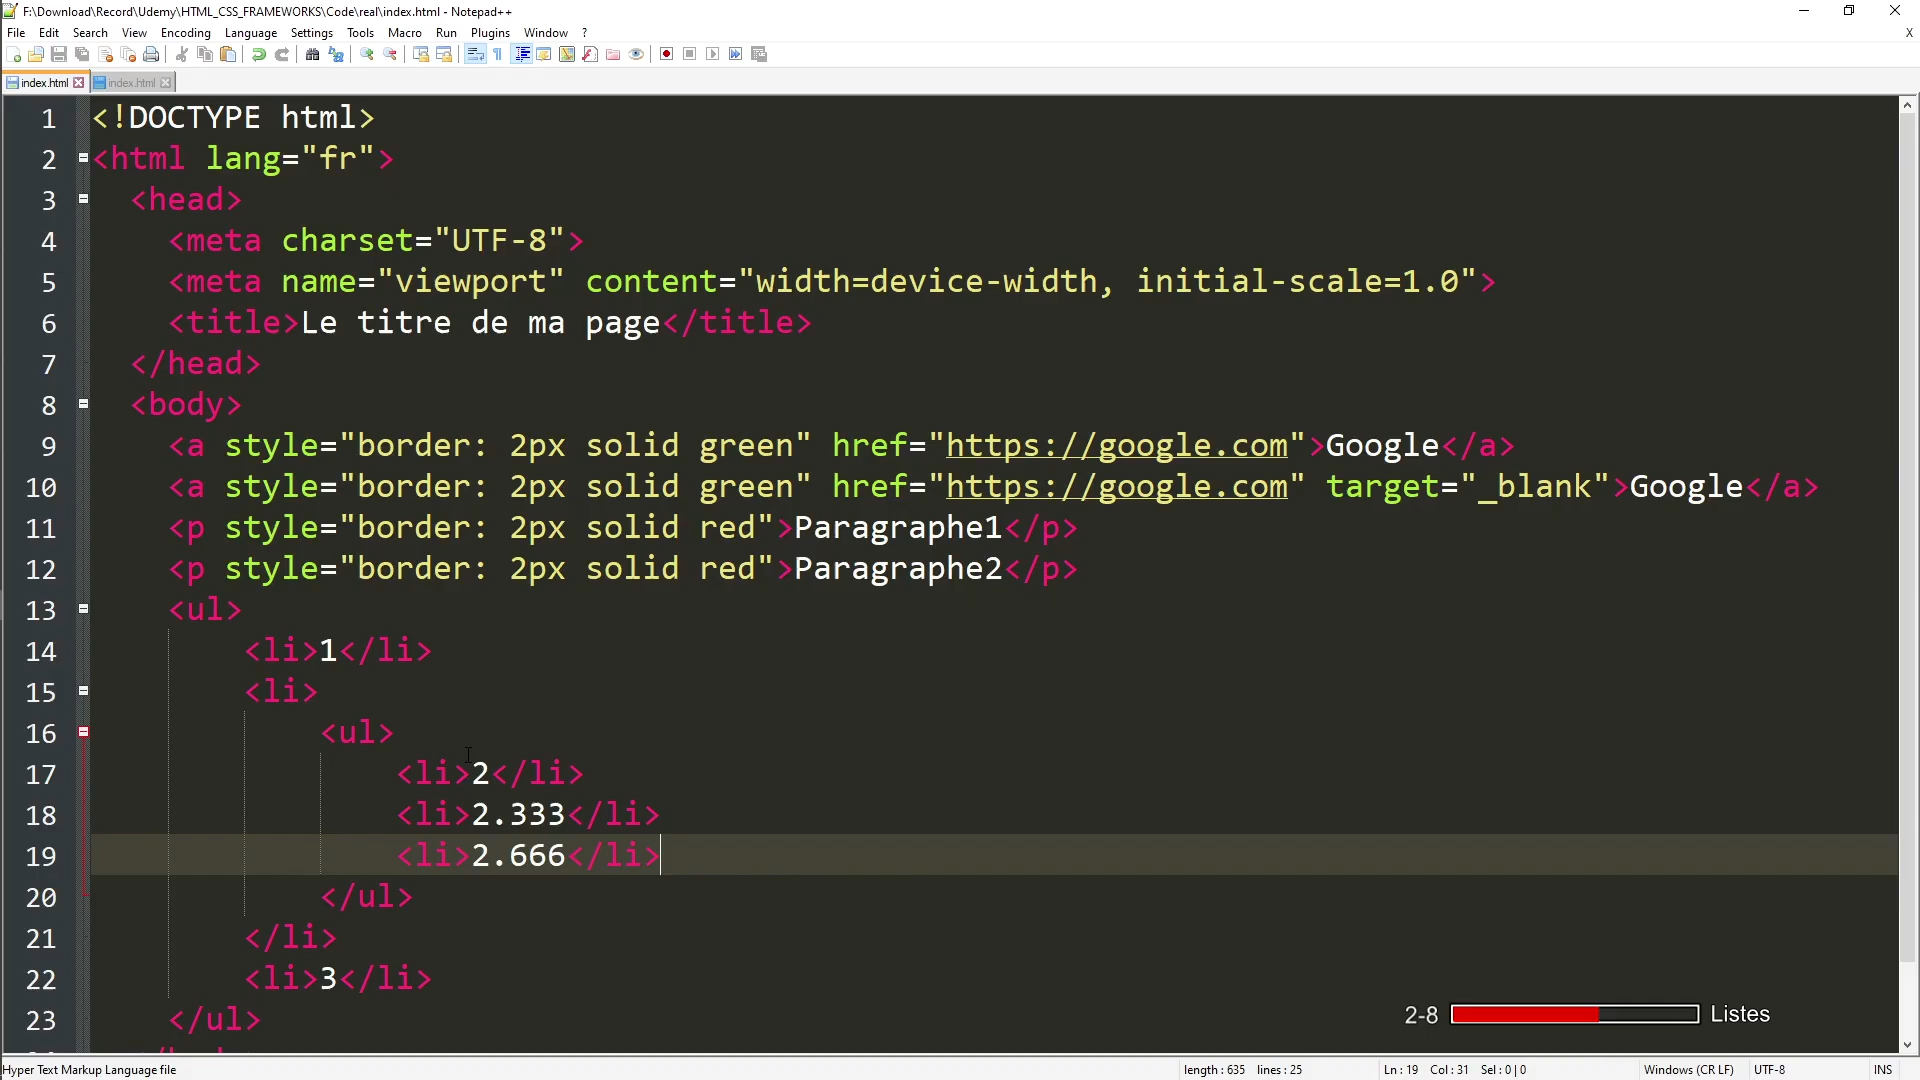 F:\Download\Record\Udemy\HTML_CSS_FRAMEWORKS\Code\real\index.html - Notepad++
File Edit Search View Encoding Language Settings Tools Macro Run Plugins Window ? X
index.html index.html
1 <!DOCTYPE html>
2 <html lang="fr">
3 <head>
4 <meta charset="UTF-8">
5 <meta name="viewport" content="width=device-width, initial-scale=1.0">
6 <title>Le titre de ma page</title>
7 </head>
8 <body>
9 <a style="border: 2px solid green" href="https://google.com">Google</a>
10 <a style="border: 2px solid green" href="https://google.com" target="_blank">Google</a>
11 <p style="border: 2px solid red">Paragraphe1</p>
12 <p style="border: 2px solid red">Paragraphe2</p>
13 <ul>
14 <li>1</li>
15 <li>
16 <ul>
17 <li>2</li>
18 <li>2.333</li>
19 <li>2.666</li>
20 </ul>
21 </li>
22 <li>3</li>
23 </ul>
2-8 Listes
Hyper Text Markup Language file length : 635 lines : 25 Ln : 19 Col : 31 Sel : 0 | 0 Windows (CR LF) UTF-8 INS